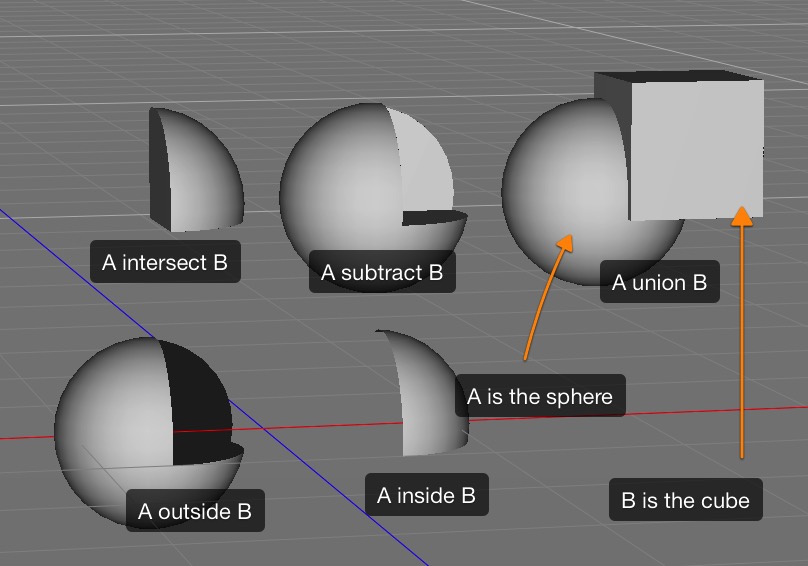 A intersect B
A subtract B
A union B
A is the sphere
A outside B
A inside B
B is the cube